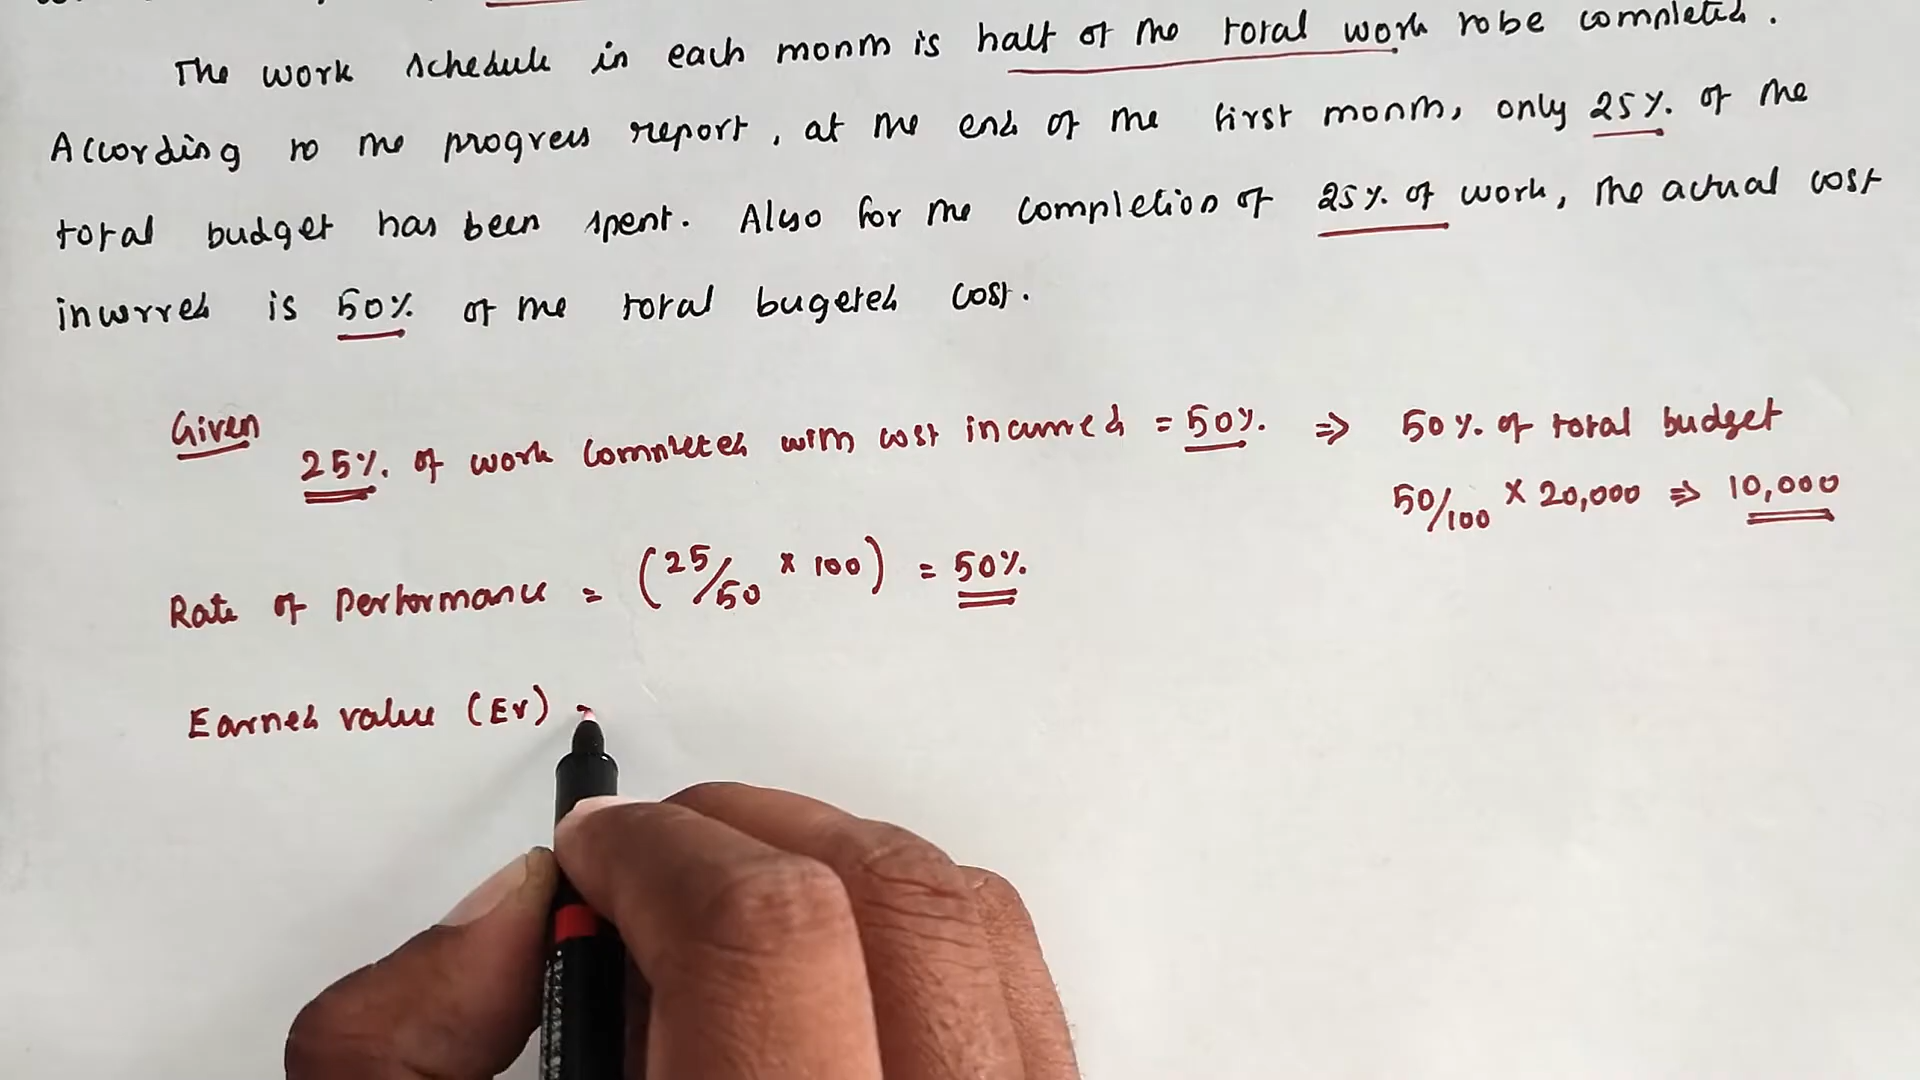 The work schedule in each month is half of the total work to be completed.
According to the progress report, at the end of the first month, only 25%. of the
total budget has been spent. Also for the completion of 25%. of work, the actual cost
incurred is 50%. of the total bugeted cost.
Given
25%. of work completed with cost incurred = 50%. => 50%. of total budget
50/100 × 20,000 => 10,000
Rate of performance = (25/50 × 100) = 50%.
Earned value (EV) =